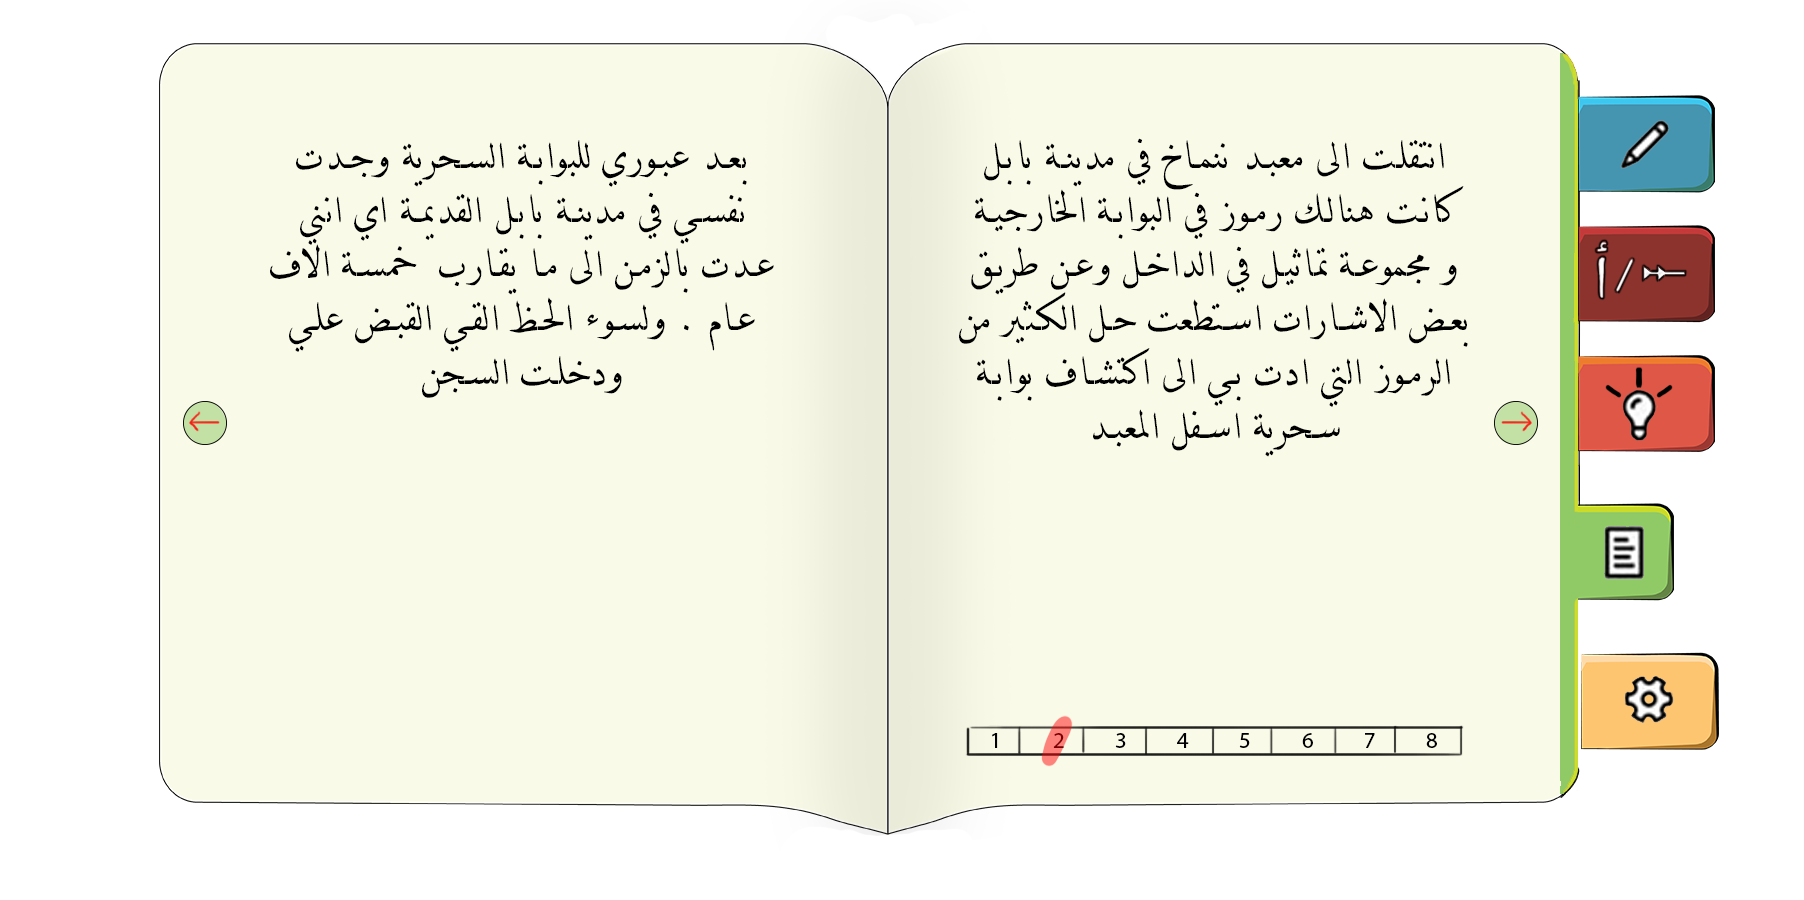 انتقلت الى معبد ننماخ في مدينة بابل
كانت هنالك رموز في البوابة الخارجية
و مجموعة تماثيل في الداخل وعن طريق
بعض الاشارات استطعت حل الكثير من
الرموز التي ادت بي الى اكتشاف بوابة
سحرية اسفل المعبد
1 2 3 4 5 6 7 8
بعد عبوري للبوابة السحرية وجدت
نفسي في مدينة بابل القديمة اي انني
عدت بالزمن الى ما يقارب خمسة الاف
عام . ولسوء الحظ القي القبض علي
ودخلت السجن
أ /